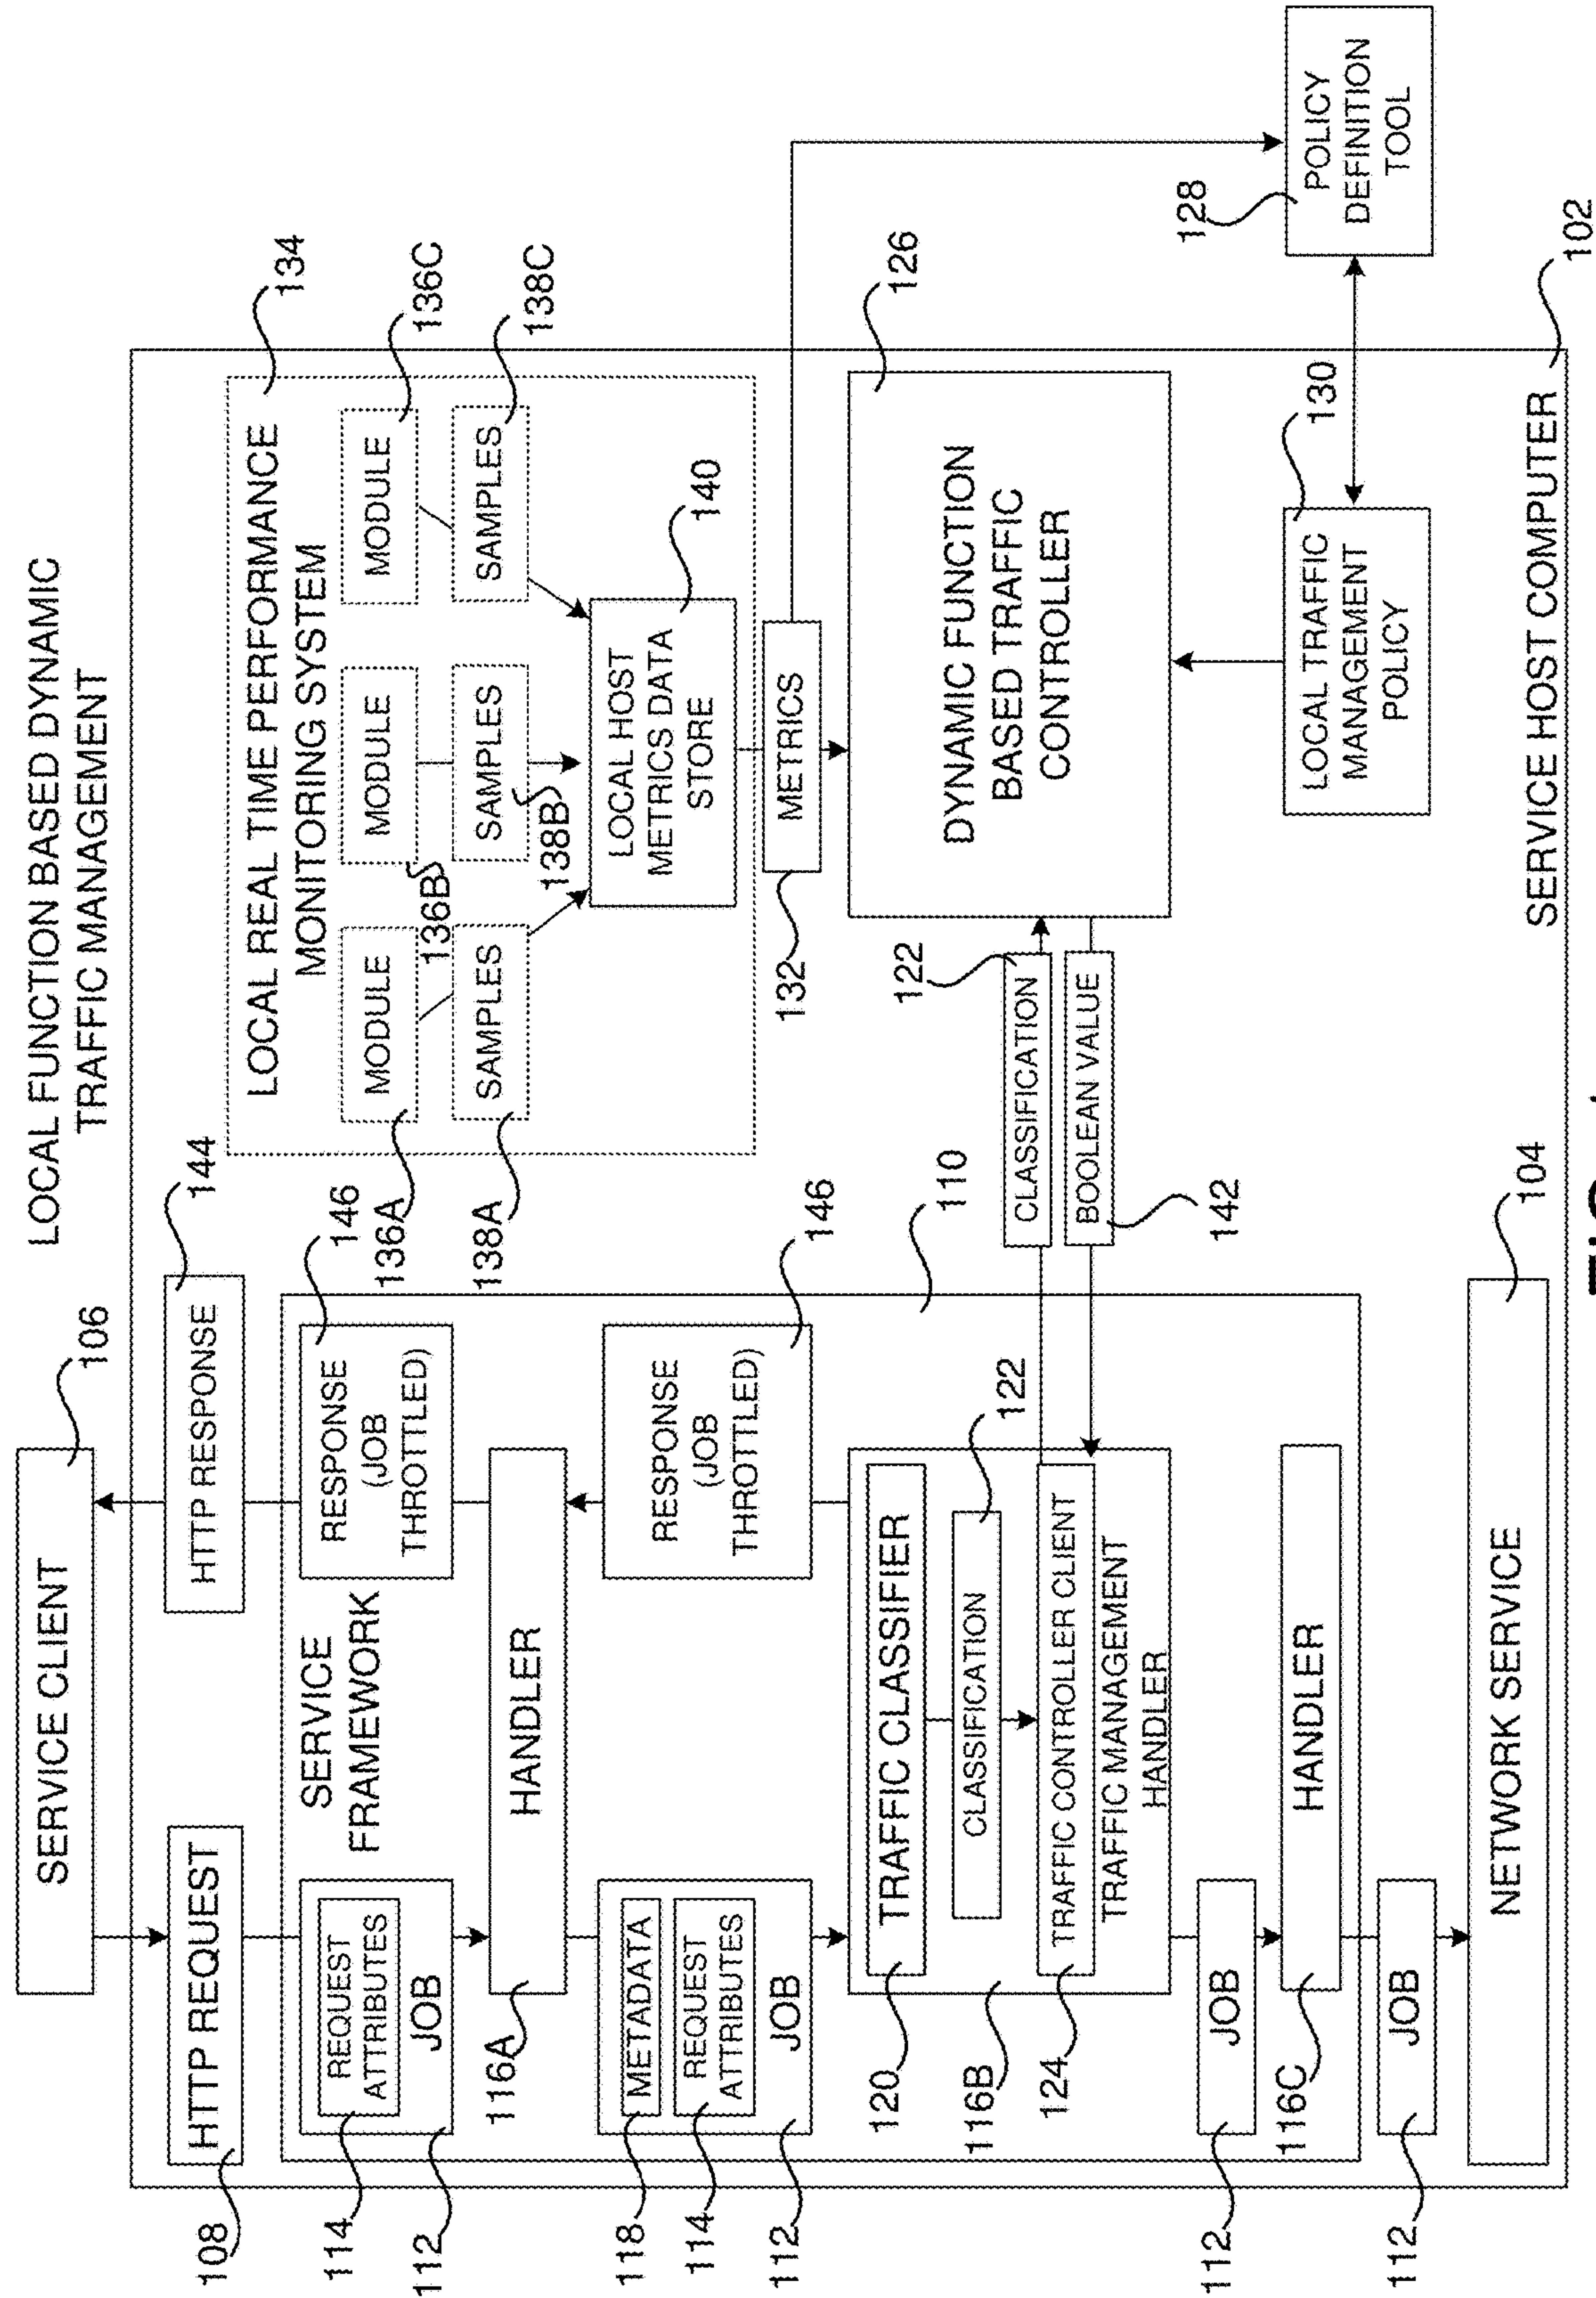 LOCAL FUNCTION BASED DYNAMIC
TRAFFIC MANAGEMENT
SERVICE CLIENT
106
HTTP REQUEST
108
HTTP RESPONSE
144
SERVICE
FRAMEWORK
110
REQUEST
ATTRIBUTES
JOB
114
112
RESPONSE
(JOB
THROTTLED)
146
HANDLER
116A
METADATA
REQUEST
ATTRIBUTES
JOB
118
114
112
RESPONSE
(JOB
THROTTLED)
146
TRAFFIC CLASSIFIER
120
CLASSIFICATION
122
TRAFFIC CONTROLLER CLIENT
124
TRAFFIC MANAGEMENT
HANDLER
116B
JOB
112
HANDLER
116C
JOB
112
NETWORK SERVICE
104
LOCAL REAL TIME PERFORMANCE
MONITORING SYSTEM
134
MODULE
136A
MODULE
136B
MODULE
136C
SAMPLES
138A
SAMPLES
138B
SAMPLES
138C
LOCAL HOST
METRICS DATA
STORE
140
METRICS
132
CLASSIFICATION
122
BOOLEAN VALUE
142
DYNAMIC FUNCTION
BASED TRAFFIC
CONTROLLER
126
LOCAL TRAFFIC
MANAGEMENT
POLICY
130
POLICY
DEFINITION
TOOL
128
SERVICE HOST COMPUTER
102